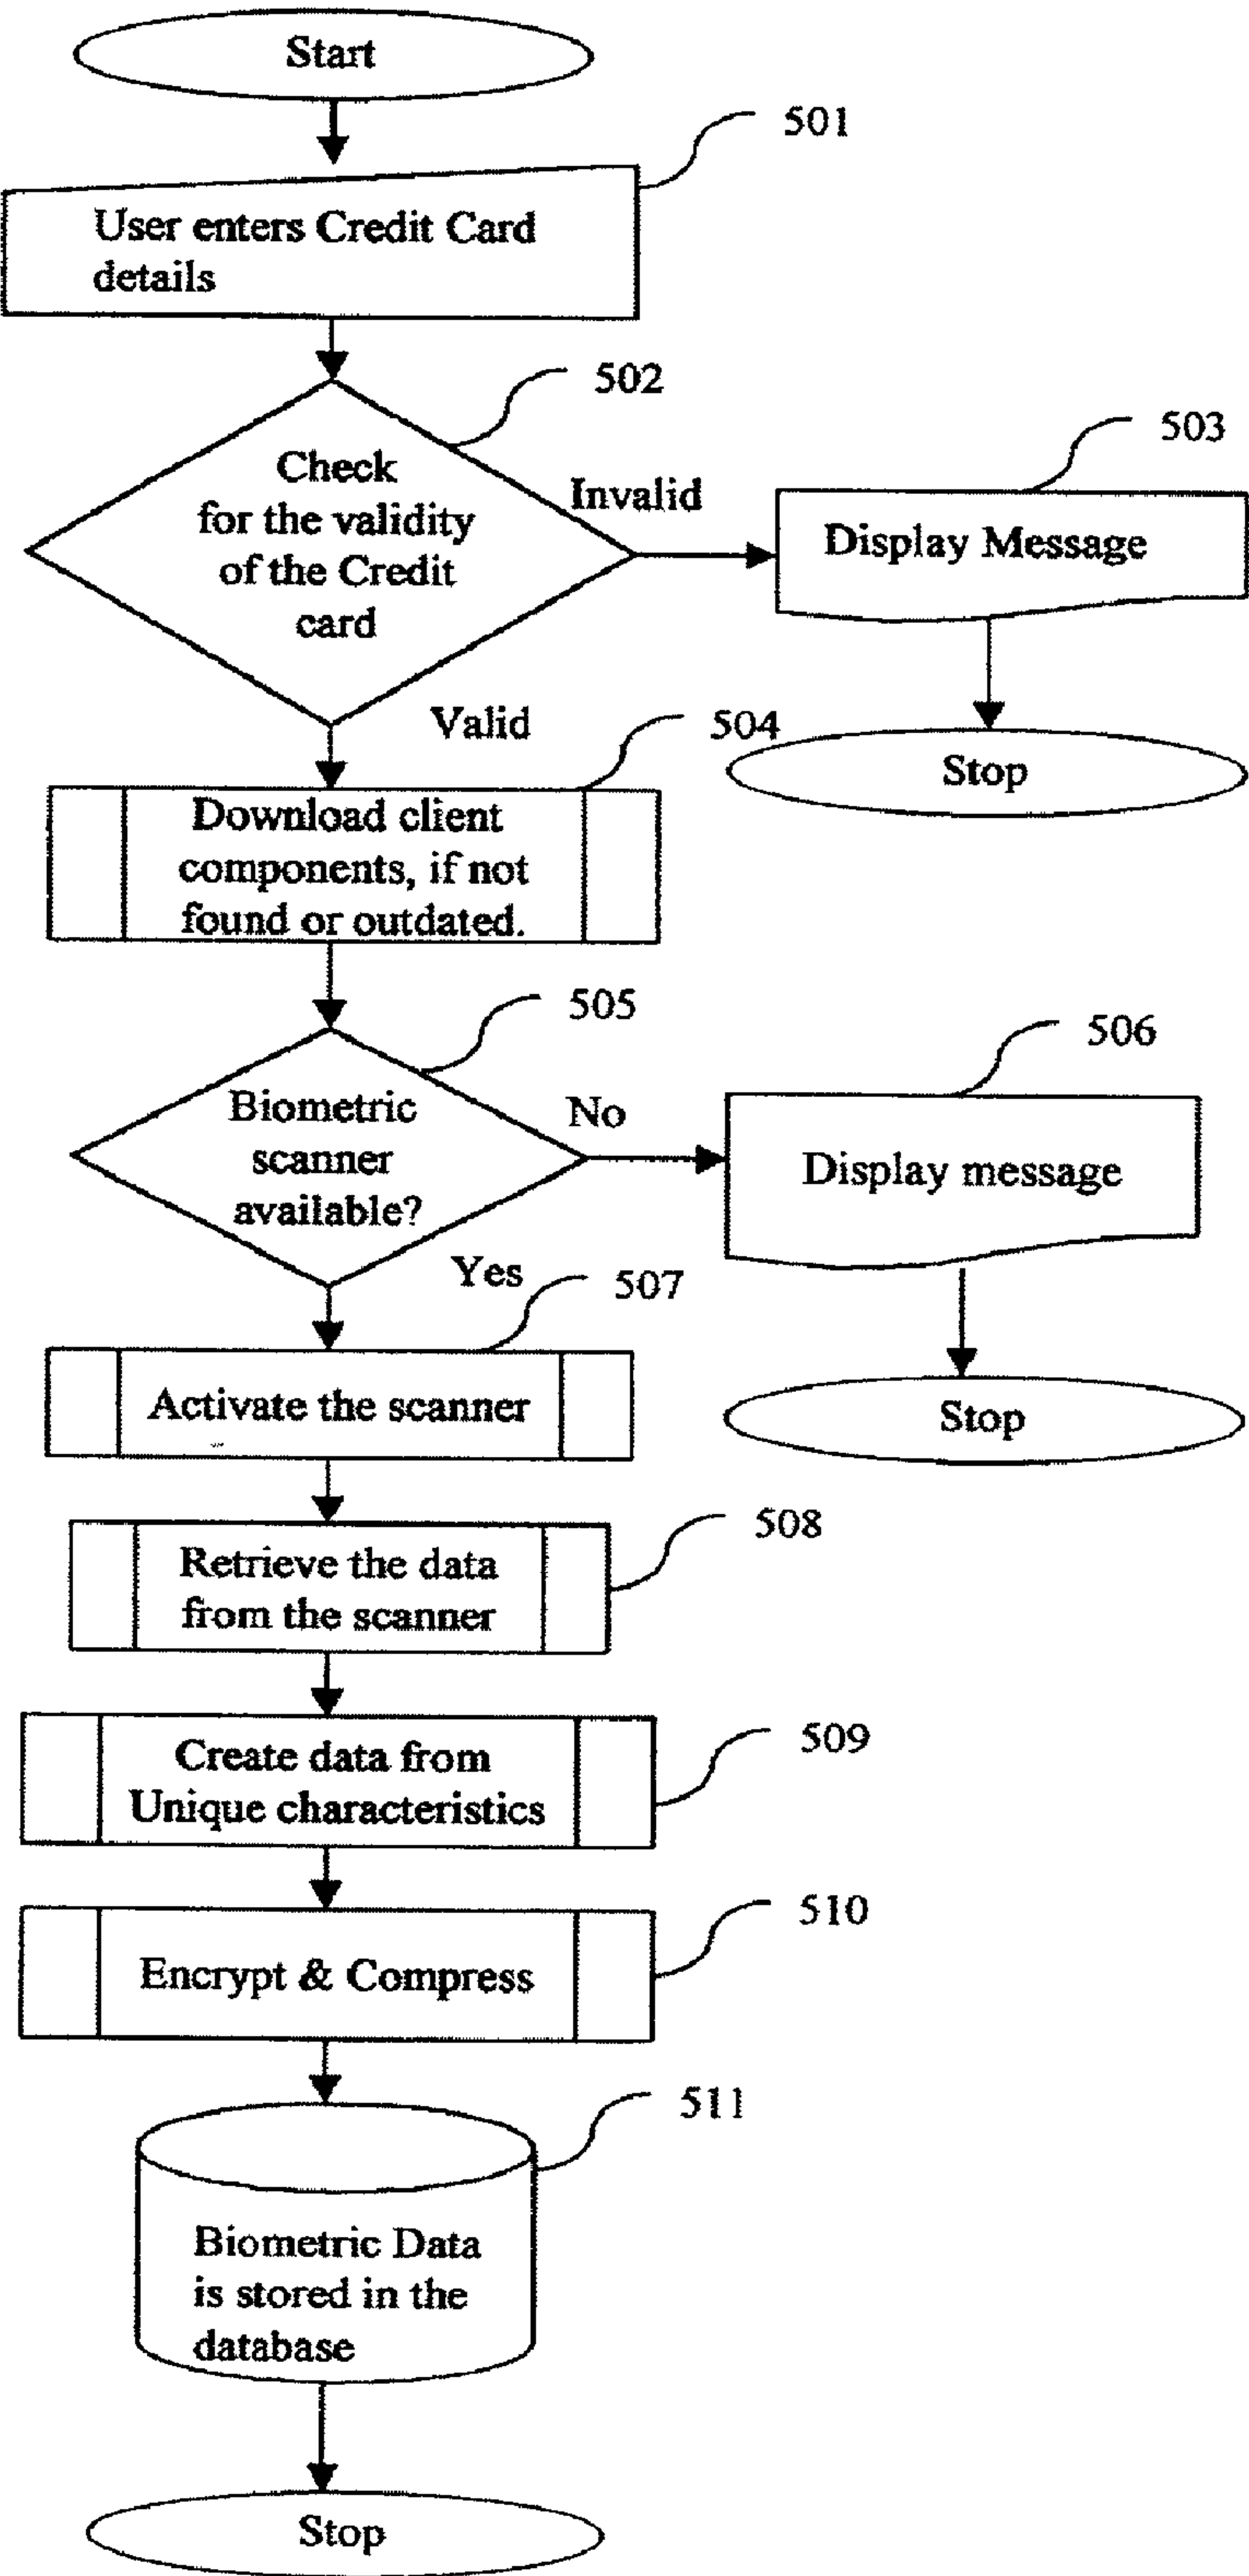 Start
501
User enters Credit Card
details
502
Check
for the validity
of the Credit
card
Invalid
503
Display Message
Stop
Valid
504
Download client
components, if not
found or outdated.
505
Biometric
scanner
available?
No
506
Display message
Stop
Yes
507
Activate the scanner
508
Retrieve the data
from the scanner
509
Create data from
Unique characteristics
510
Encrypt & Compress
511
Biometric Data
is stored in the
database
Stop